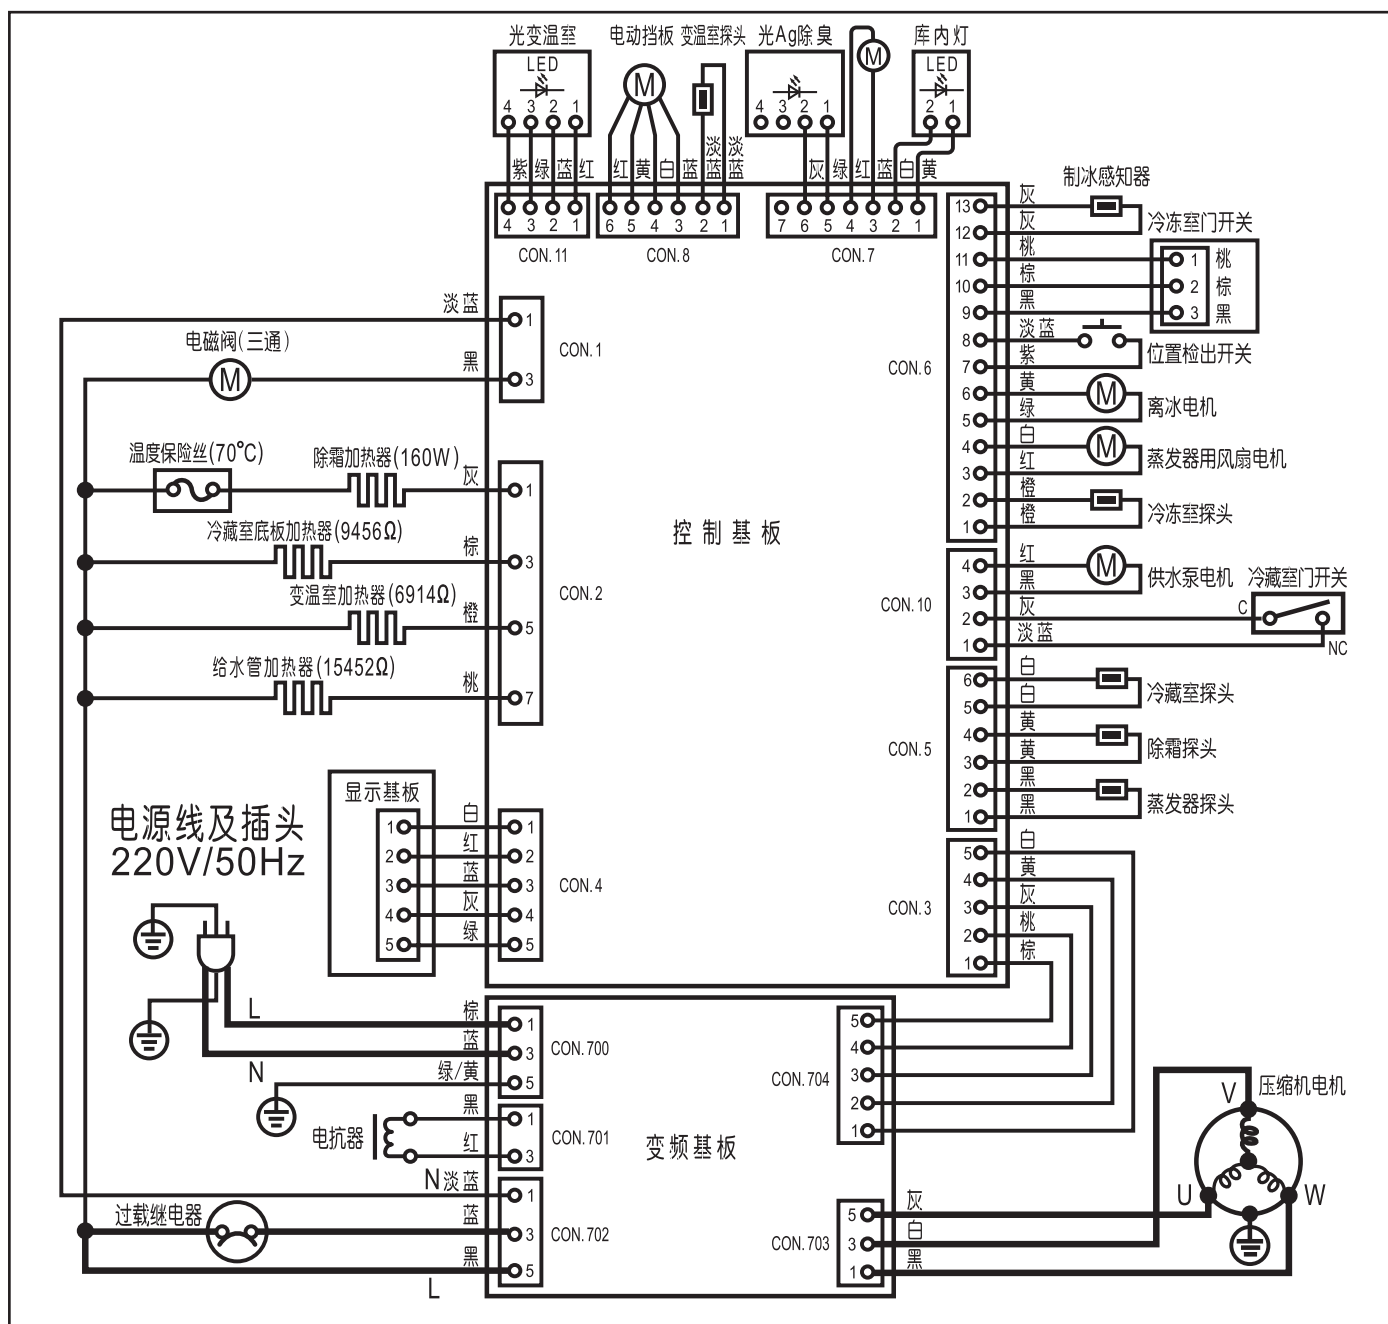 光变温室 电动挡板 变温室探头 光Ag除臭 M 库内灯
LED M LED
4 3 2 1 4 3 2 1 2 1
紫 绿 蓝 红 红 黄 白 蓝 淡蓝 淡蓝 灰 绿 红 蓝 白 黄
4 3 2 1 6 5 4 3 2 1 7 6 5 4 3 2 1
CON.11 CON.8 CON.7
淡蓝 1
电磁阀(三通)
M 黑 3
CON.1
温度保险丝(70°C) 除霜加热器(160W) 灰 1
冷藏室底板加热器(9456Ω) 棕 3
变温室加热器(6914Ω) 橙 5
给水管加热器(15452Ω) 桃 7
CON.2
控制基板
制冰感知器
13 灰
12 灰 冷冻室门开关
11 桃 1 桃
10 棕 2 棕
9 黑 3 黑
8 淡蓝
7 紫 位置检出开关
6 黄 M
5 绿 离冰电机
4 白 M
3 红 蒸发器用风扇电机
2 橙
1 橙 冷冻室探头
CON.6
4 红 M
3 黑 供水泵电机 冷藏室门开关
2 灰 C
1 淡蓝 NC
CON.10
6 白
5 白 冷藏室探头
4 黄
3 黄 除霜探头
2 黑
1 黑 蒸发器探头
CON.5
5 白
4 黄
3 灰
2 桃
1 棕
CON.3
显示基板
1 白 1
2 红 2
3 蓝 3
4 灰 4
5 绿 5
CON.4
电源线及插头
220V/50Hz
L 棕 1
N 蓝 3
绿/黄 5
CON.700
电抗器 黑 1
红 3
CON.701
N 淡蓝 1
过载继电器 蓝 3
黑 5
L
CON.702
变频基板
5
4
3
2
1
CON.704
5 灰
3 白
1 黑
CON.703
V 压缩机电机
U W